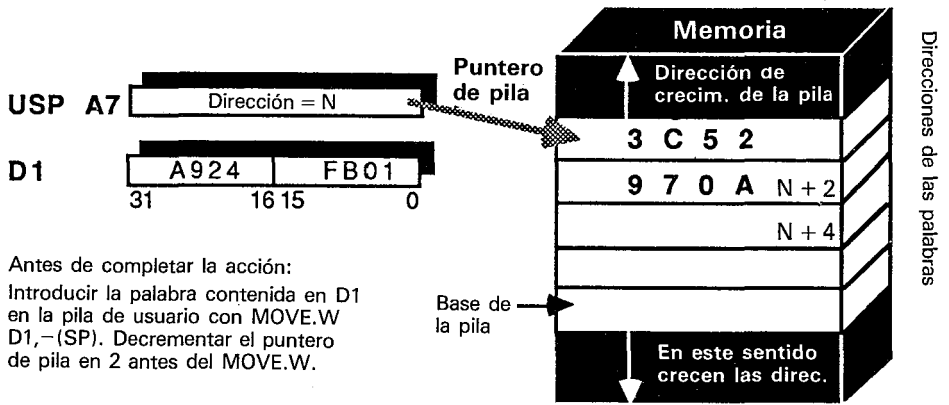 Memoria
Dirección de
crecim. de la pila
Puntero
de pila
USP A7
Dirección = N
3 C 5 2
9 7 0 A N + 2
N + 4
D1
A924 FB01
31 16 15 0
Direcciones de las palabras
Antes de completar la acción:
Introducir la palabra contenida en D1
en la pila de usuario con MOVE.W
D1,−(SP). Decrementar el puntero
de pila en 2 antes del MOVE.W.
Base de
la pila
En este sentido
crecen las direc.